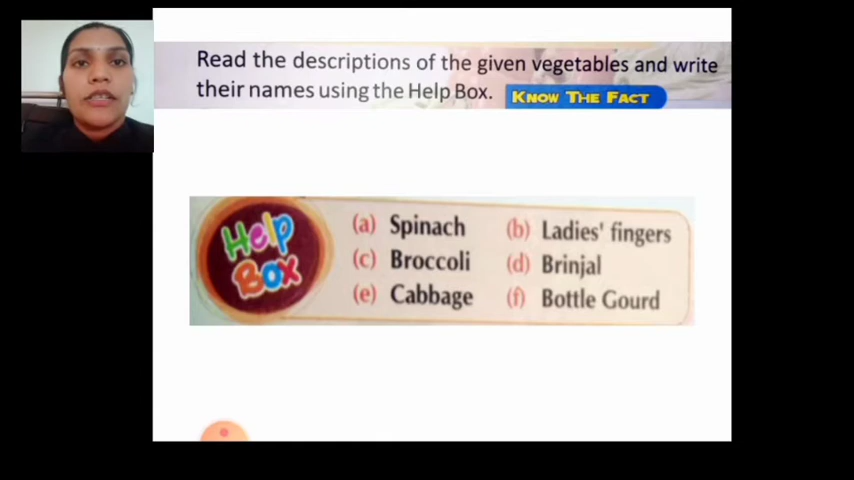 Read the descriptions of the given vegetables and write
their names using the Help Box. KNOW THE FACT
Help
Box
(a) Spinach (b) Ladies' fingers
(c) Broccoli (d) Brinjal
(e) Cabbage (f) Bottle Gourd